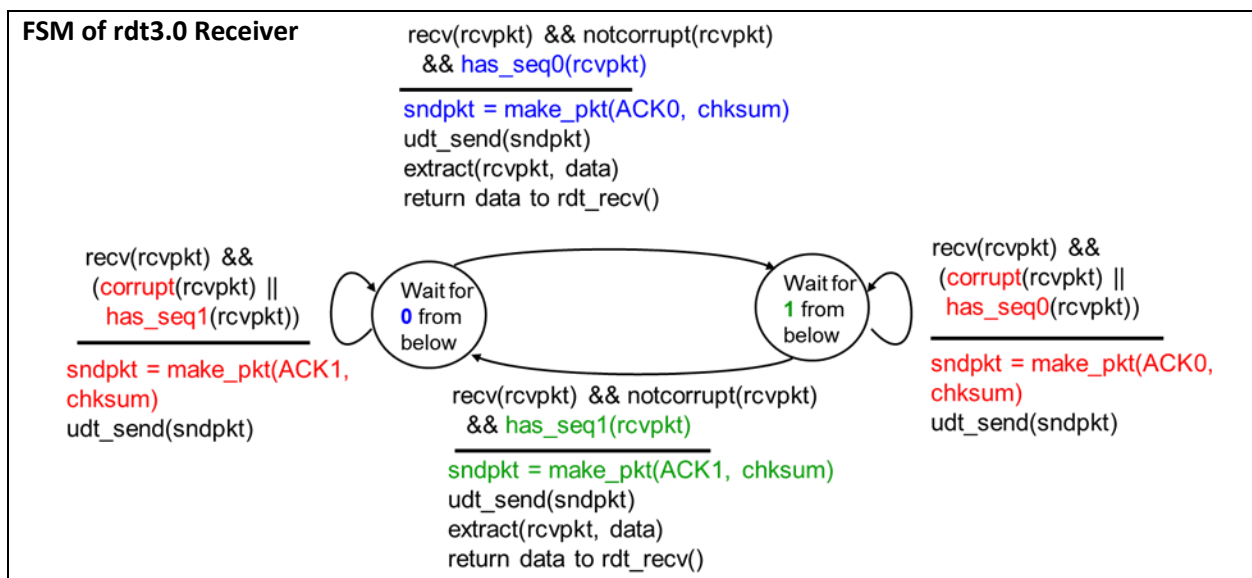 FSM of rdt3.0 Receiver
recv(rcvpkt) && notcorrupt(rcvpkt)
&& has_seq0(rcvpkt)
sndpkt = make_pkt(ACK0, chksum)
udt_send(sndpkt)
extract(rcvpkt, data)
return data to rdt_recv()
recv(rcvpkt) &&
(corrupt(rcvpkt) ||
has_seq1(rcvpkt))
sndpkt = make_pkt(ACK1,
chksum)
udt_send(sndpkt)
Wait for
0 from
below
Wait for
1 from
below
recv(rcvpkt) &&
(corrupt(rcvpkt) ||
has_seq0(rcvpkt))
sndpkt = make_pkt(ACK0,
chksum)
udt_send(sndpkt)
recv(rcvpkt) && notcorrupt(rcvpkt)
&& has_seq1(rcvpkt)
sndpkt = make_pkt(ACK1, chksum)
udt_send(sndpkt)
extract(rcvpkt, data)
return data to rdt_recv()